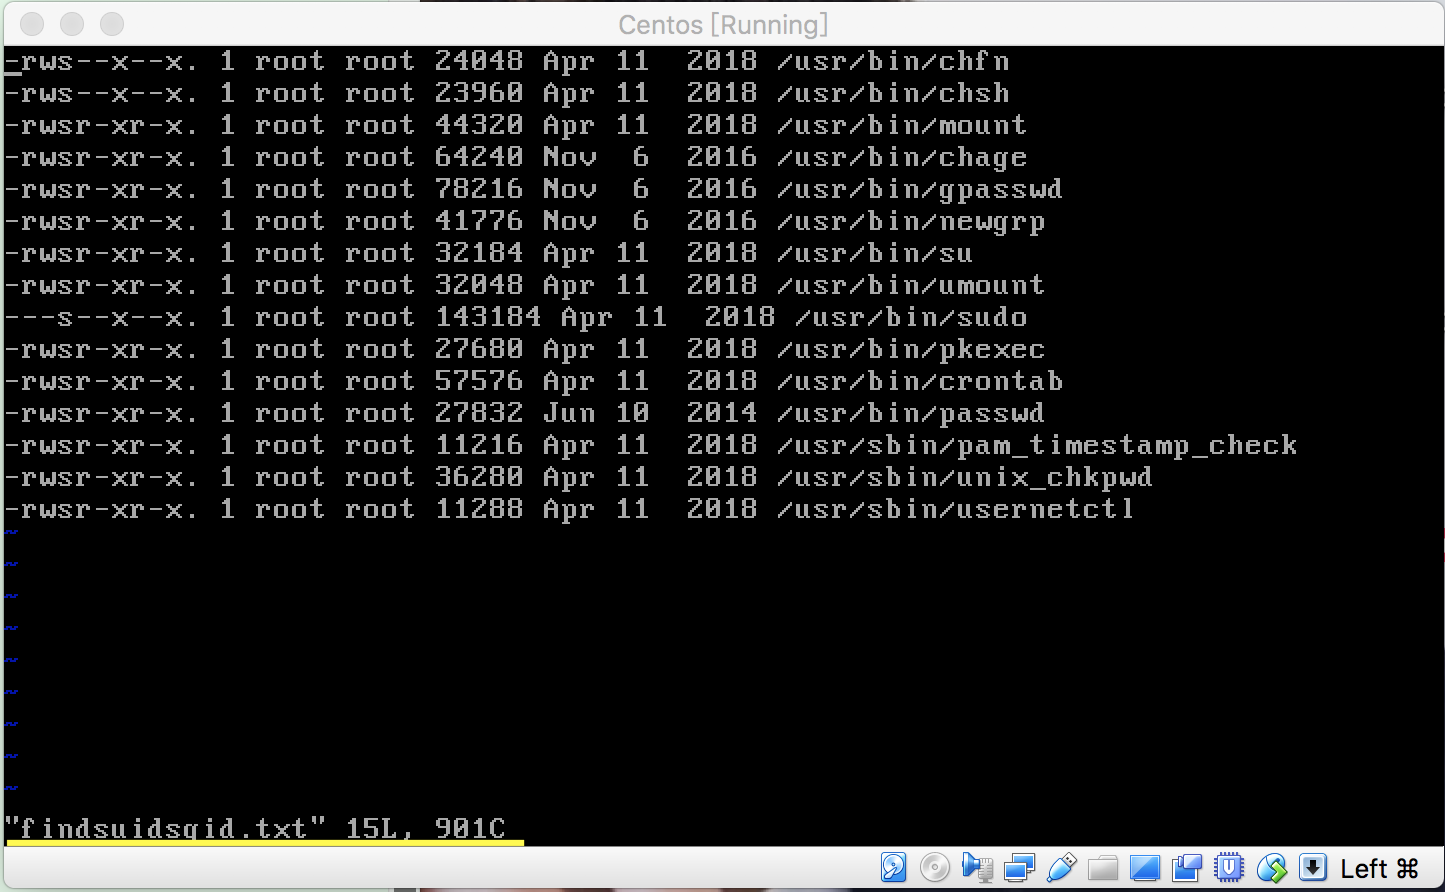 Centos [Running]
-rws--x--x. 1 root root 24048 Apr 11  2018 /usr/bin/chfn
-rws--x--x. 1 root root 23960 Apr 11  2018 /usr/bin/chsh
-rwsr-xr-x. 1 root root 44320 Apr 11  2018 /usr/bin/mount
-rwsr-xr-x. 1 root root 64240 Nov  6  2016 /usr/bin/chage
-rwsr-xr-x. 1 root root 78216 Nov  6  2016 /usr/bin/gpasswd
-rwsr-xr-x. 1 root root 41776 Nov  6  2016 /usr/bin/newgrp
-rwsr-xr-x. 1 root root 32184 Apr 11  2018 /usr/bin/su
-rwsr-xr-x. 1 root root 32048 Apr 11  2018 /usr/bin/umount
---s--x--x. 1 root root 143184 Apr 11  2018 /usr/bin/sudo
-rwsr-xr-x. 1 root root 27680 Apr 11  2018 /usr/bin/pkexec
-rwsr-xr-x. 1 root root 57576 Apr 11  2018 /usr/bin/crontab
-rwsr-xr-x. 1 root root 27832 Jun 10  2014 /usr/bin/passwd
-rwsr-xr-x. 1 root root 11216 Apr 11  2018 /usr/sbin/pam_timestamp_check
-rwsr-xr-x. 1 root root 36280 Apr 11  2018 /usr/sbin/unix_chkpwd
-rwsr-xr-x. 1 root root 11288 Apr 11  2018 /usr/sbin/usernetctl
~
~
~
~
~
~
~
~
~
"findsuidsgid.txt" 15L, 901C
Left ⌘